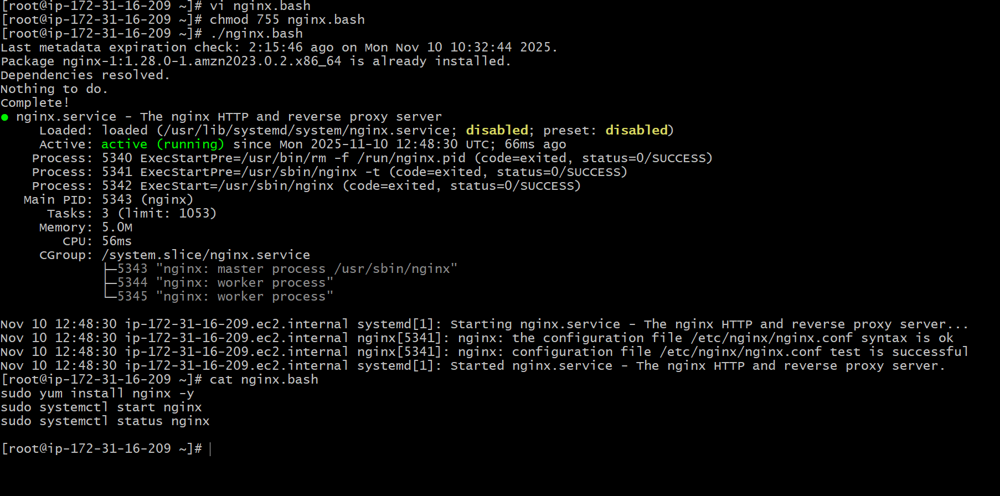 [root@ip-172-31-16-209 ~]# vi nginx.bash
[root@ip-172-31-16-209 ~]# chmod 755 nginx.bash
[root@ip-172-31-16-209 ~]# ./nginx.bash
Last metadata expiration check: 2:15:46 ago on Mon Nov 10 10:32:44 2025.
Package nginx-1:1.28.0-1.amzn2023.0.2.x86_64 is already installed.
Dependencies resolved.
Nothing to do.
Complete!
● nginx.service - The nginx HTTP and reverse proxy server
     Loaded: loaded (/usr/lib/systemd/system/nginx.service; disabled; preset: disabled)
     Active: active (running) since Mon 2025-11-10 12:48:30 UTC; 66ms ago
    Process: 5340 ExecStartPre=/usr/bin/rm -f /run/nginx.pid (code=exited, status=0/SUCCESS)
    Process: 5341 ExecStartPre=/usr/sbin/nginx -t (code=exited, status=0/SUCCESS)
    Process: 5342 ExecStart=/usr/sbin/nginx (code=exited, status=0/SUCCESS)
   Main PID: 5343 (nginx)
      Tasks: 3 (limit: 1053)
     Memory: 5.0M
        CPU: 56ms
     CGroup: /system.slice/nginx.service
             ├─5343 "nginx: master process /usr/sbin/nginx"
             ├─5344 "nginx: worker process"
             └─5345 "nginx: worker process"
Nov 10 12:48:30 ip-172-31-16-209.ec2.internal systemd[1]: Starting nginx.service - The nginx HTTP and reverse proxy server...
Nov 10 12:48:30 ip-172-31-16-209.ec2.internal nginx[5341]: nginx: the configuration file /etc/nginx/nginx.conf syntax is ok
Nov 10 12:48:30 ip-172-31-16-209.ec2.internal nginx[5341]: nginx: configuration file /etc/nginx/nginx.conf test is successful
Nov 10 12:48:30 ip-172-31-16-209.ec2.internal systemd[1]: Started nginx.service - The nginx HTTP and reverse proxy server.
[root@ip-172-31-16-209 ~]# cat nginx.bash
sudo yum install nginx -y
sudo systemctl start nginx
sudo systemctl status nginx
[root@ip-172-31-16-209 ~]#